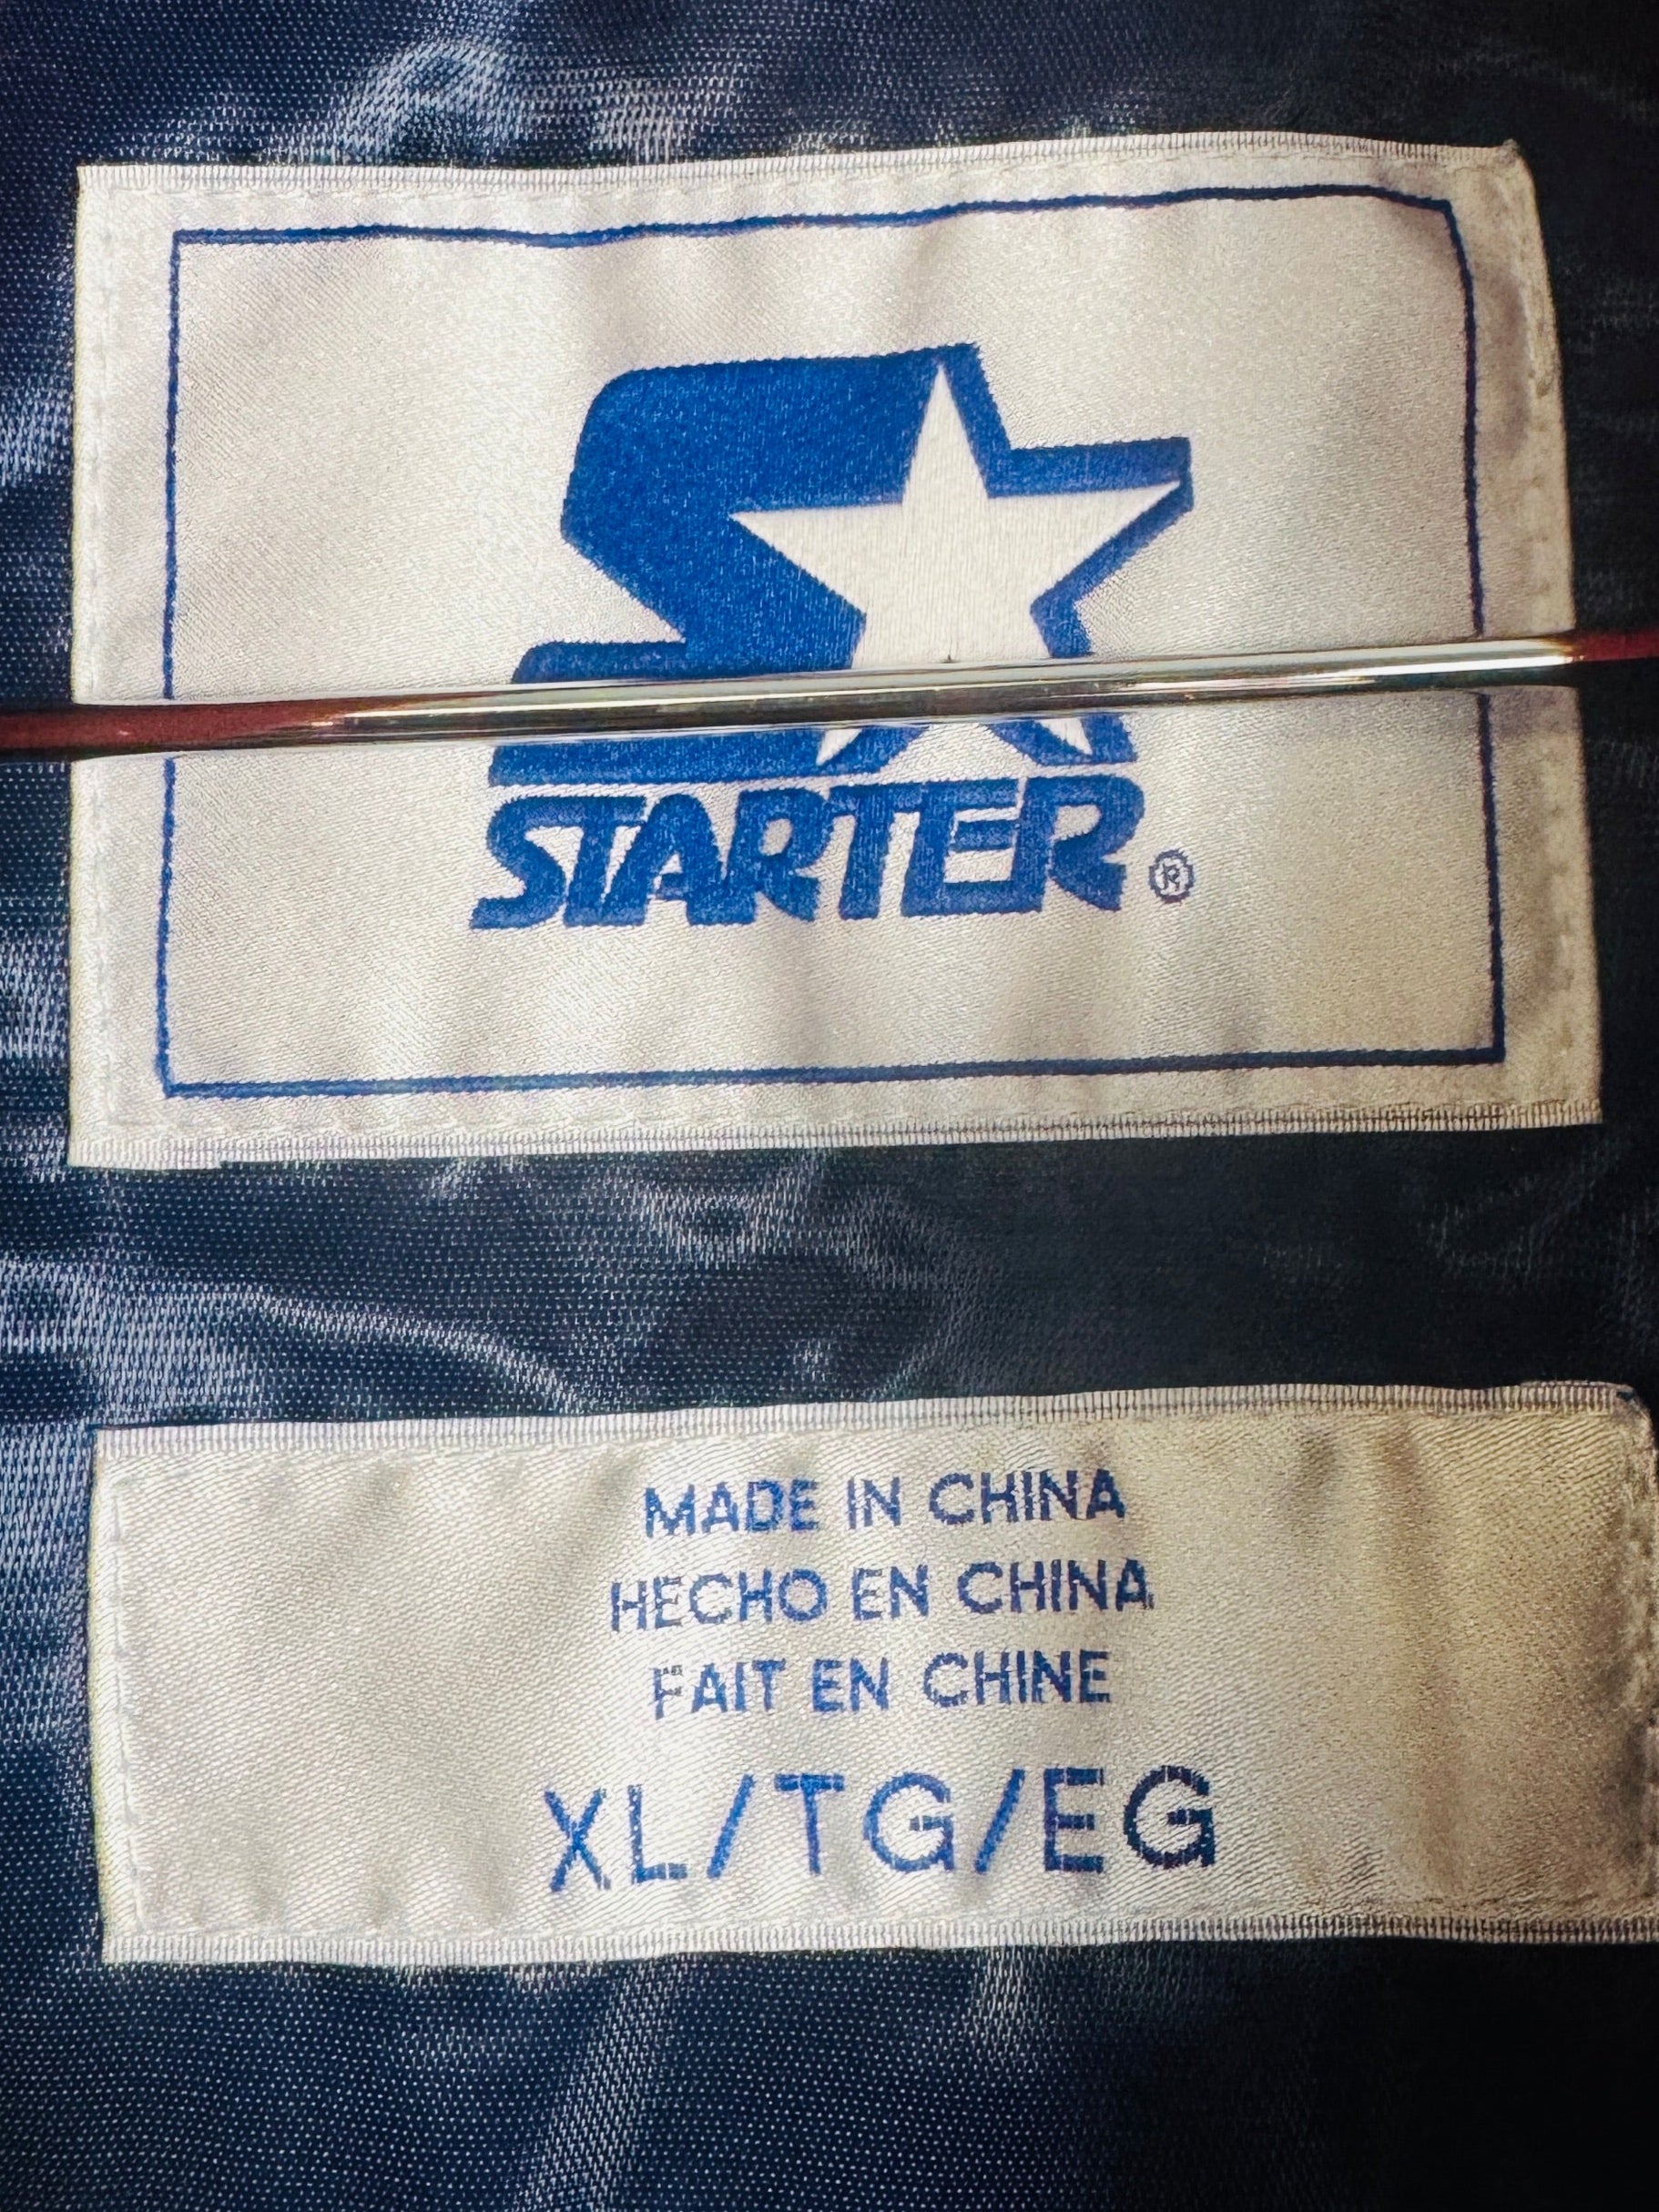 STARTER®
MADE IN CHINA
HECHO EN CHINA
FAIT EN CHINE
XL/TG/EG